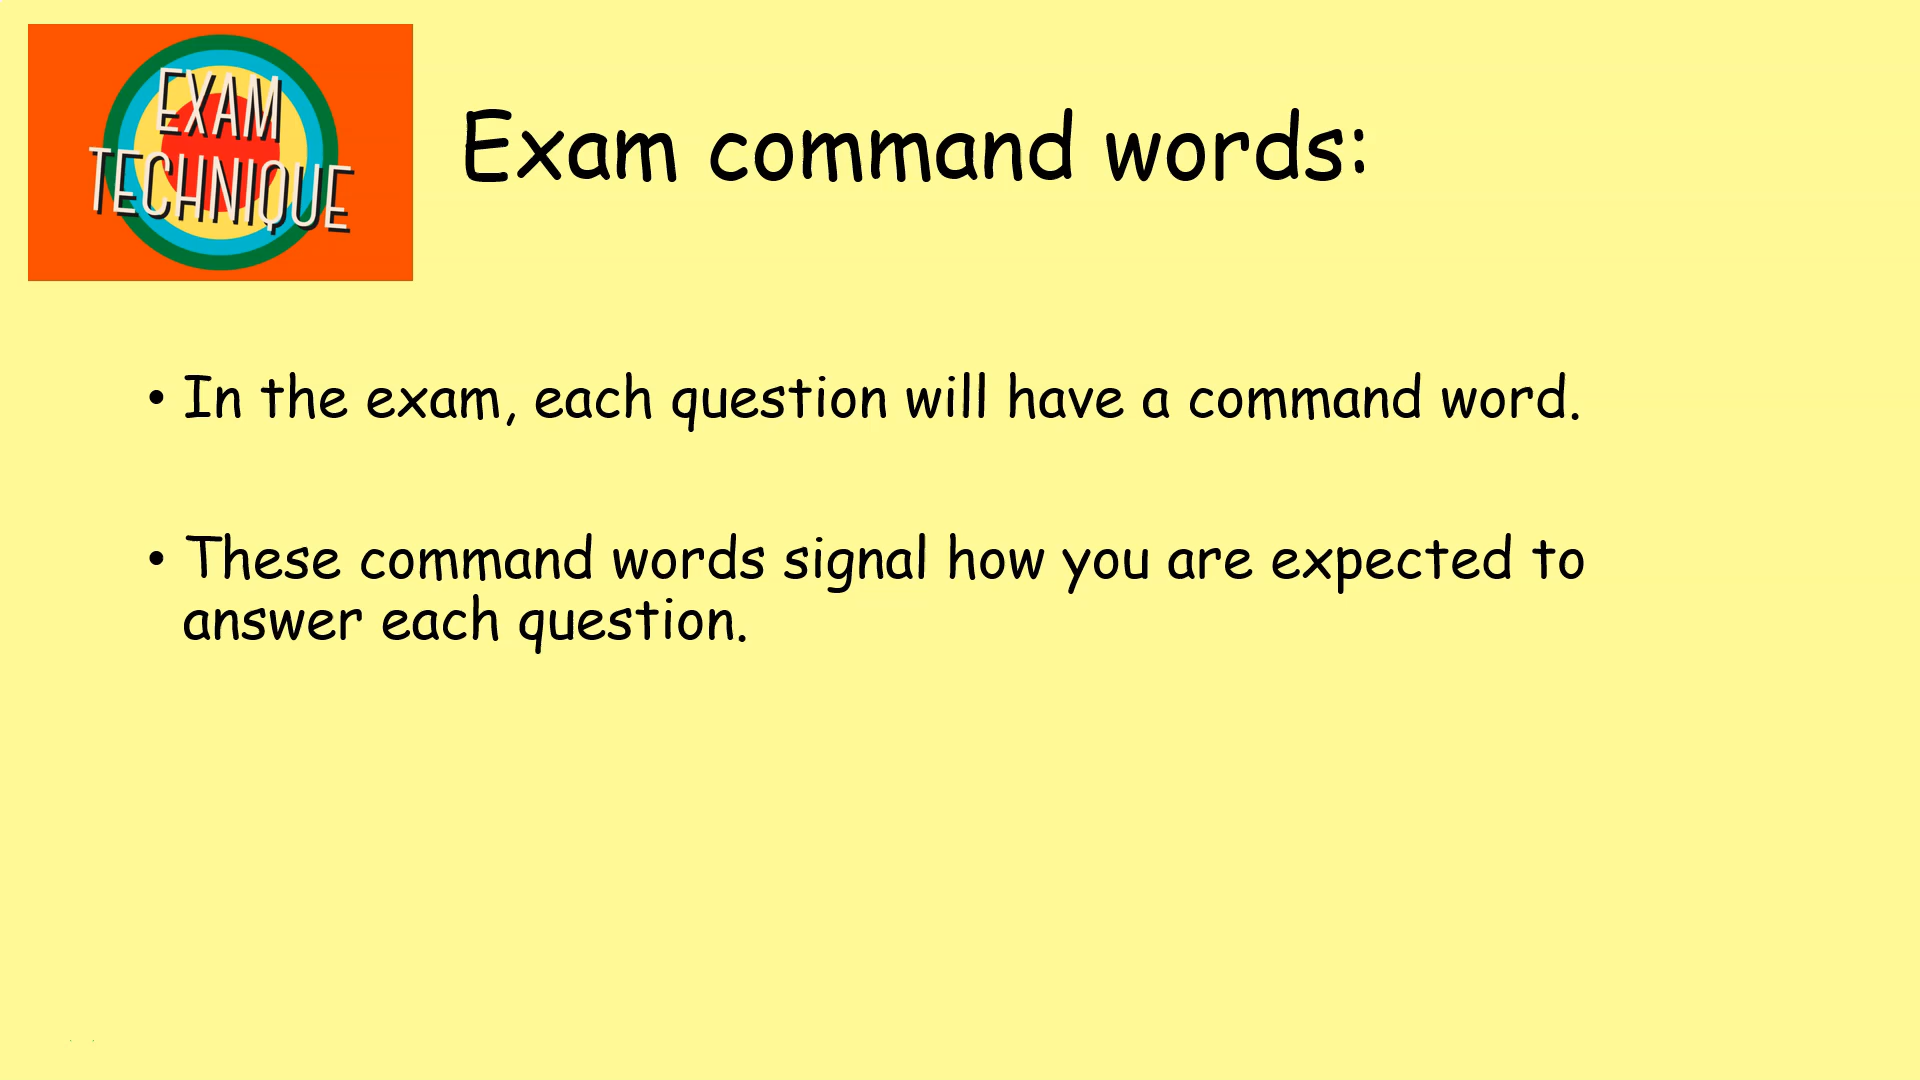 EXAM
TECHNIQUE
Exam command words:
• In the exam, each question will have a command word.
• These command words signal how you are expected to
answer each question.